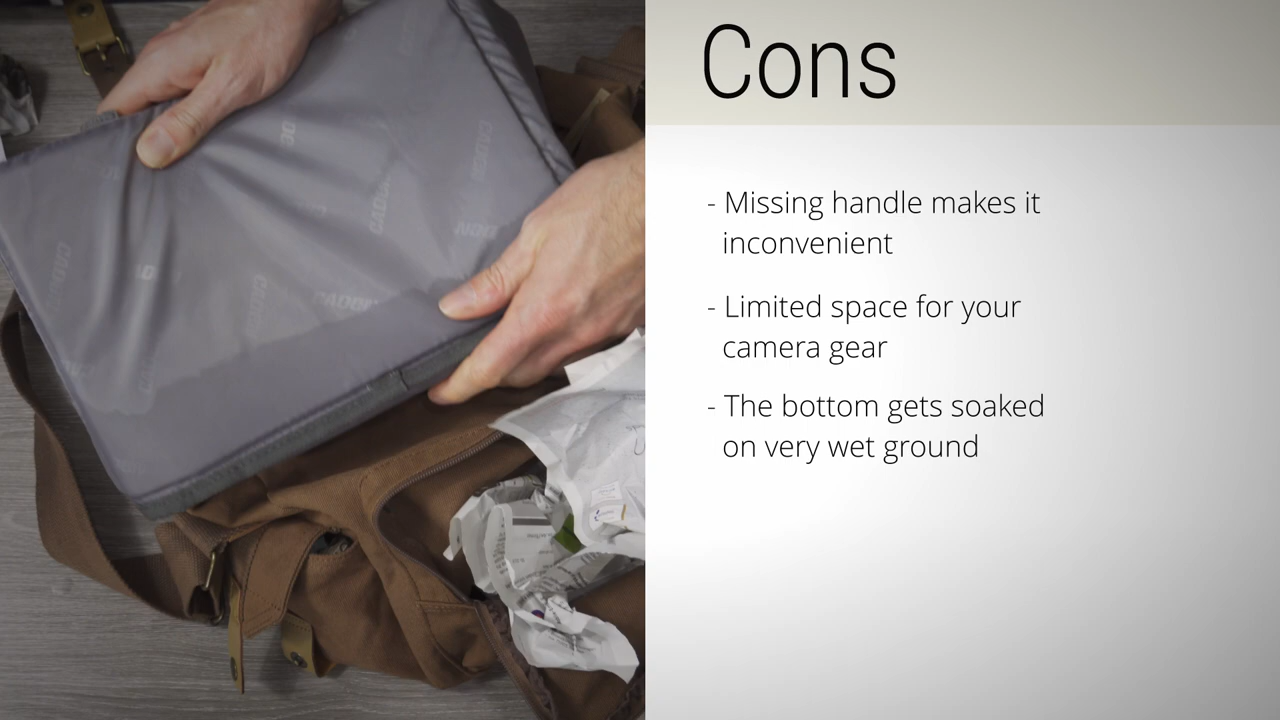 Cons
- Missing handle makes it
inconvenient
- Limited space for your
camera gear
- The bottom gets soaked
on very wet ground